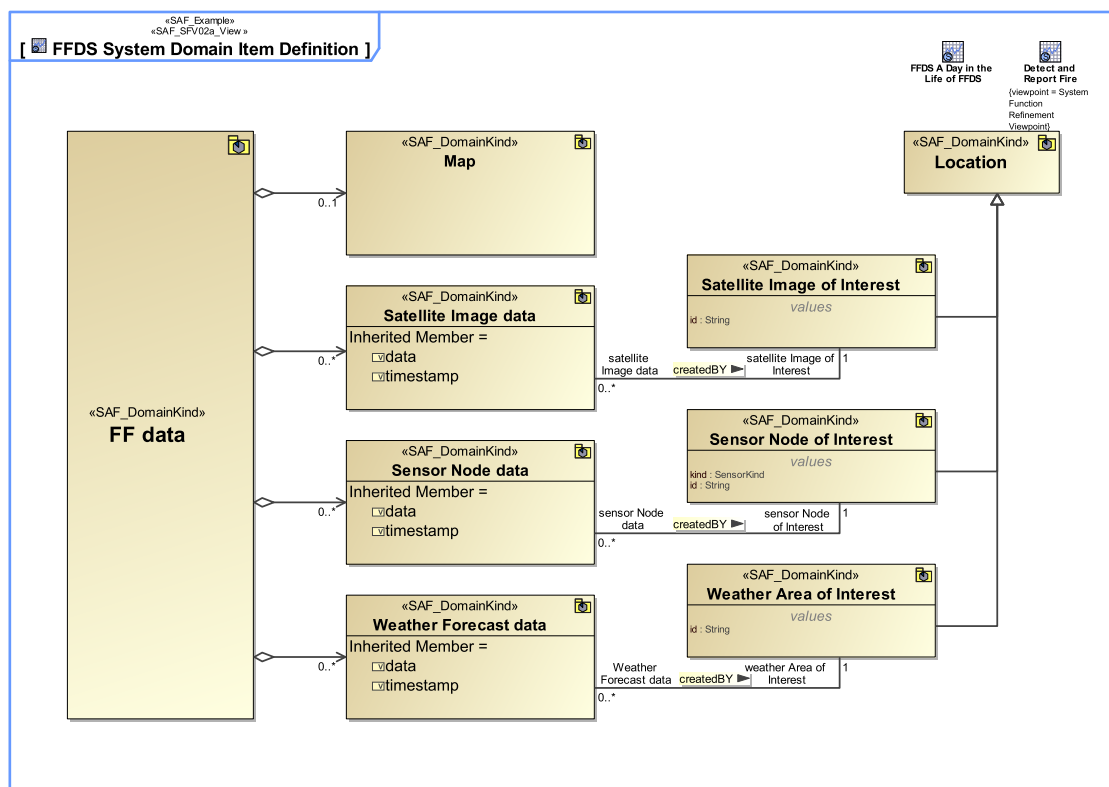 «SAF_Example»
«SAF_SFV02a_View »
[ FFDS System Domain Item Definition ]
FFDS A Day in the
Life of FFDS
Detect and
Report Fire
{viewpoint = System
Function
Refinement
Viewpoint}
«SAF_DomainKind»
Location
«SAF_DomainKind»
FF data
0..1
0..*
0..*
0..*
«SAF_DomainKind»
Map
«SAF_DomainKind»
Satellite Image data
Inherited Member =
v data
v timestamp
«SAF_DomainKind»
Satellite Image of Interest
values
id : String
satellite
Image data
0..*
createdBY
satellite Image of
Interest
1
«SAF_DomainKind»
Sensor Node data
Inherited Member =
v data
v timestamp
«SAF_DomainKind»
Sensor Node of Interest
values
kind : SensorKind
id : String
sensor Node
data
0..*
createdBY
sensor Node
of Interest
1
«SAF_DomainKind»
Weather Forecast data
Inherited Member =
v data
v timestamp
«SAF_DomainKind»
Weather Area of Interest
values
id : String
Weather
Forecast data
0..*
createdBY
weather Area of
Interest
1